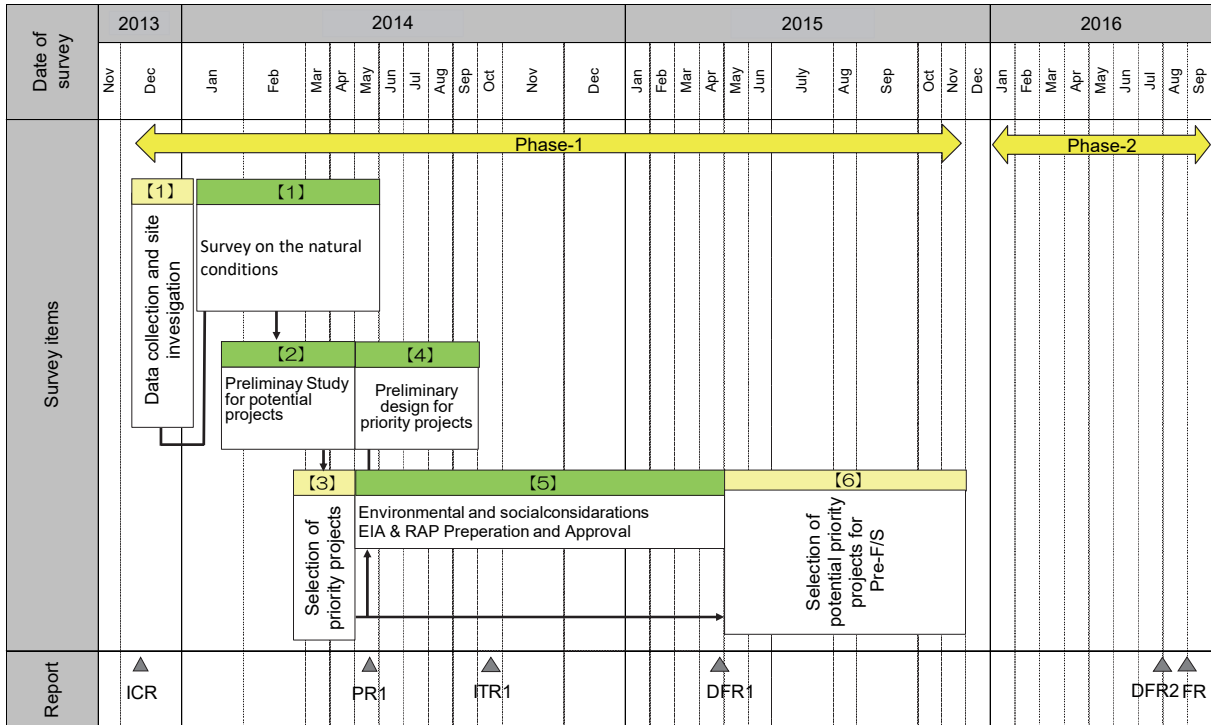 Date of
survey
2013
2014
2015
2016
Nov
Dec
Jan
Feb
Mar
Apr
May
Jun
Jul
Aug
Sep
Oct
Nov
Dec
Jan
Feb
Mar
Apr
May
Jun
July
Aug
Sep
Oct
Nov
Dec
Jan
Feb
Mar
Apr
May
Jun
Jul
Aug
Sep
Survey items
Phase-1
Phase-2
【1】
Data collection and site
invesigation
【1】
Survey on the natural
conditions
【2】
Preliminay Study
for potential
projects
【4】
Preliminary
design for
priority projects
【3】
Selection of
priority projects
【5】
Environmental and socialconsidarations
EIA & RAP Preperation and Approval
【6】
Selection of
potential priority
projects for
Pre-F/S
Report
ICR
PR1
ITR1
DFR1
DFR2
FR